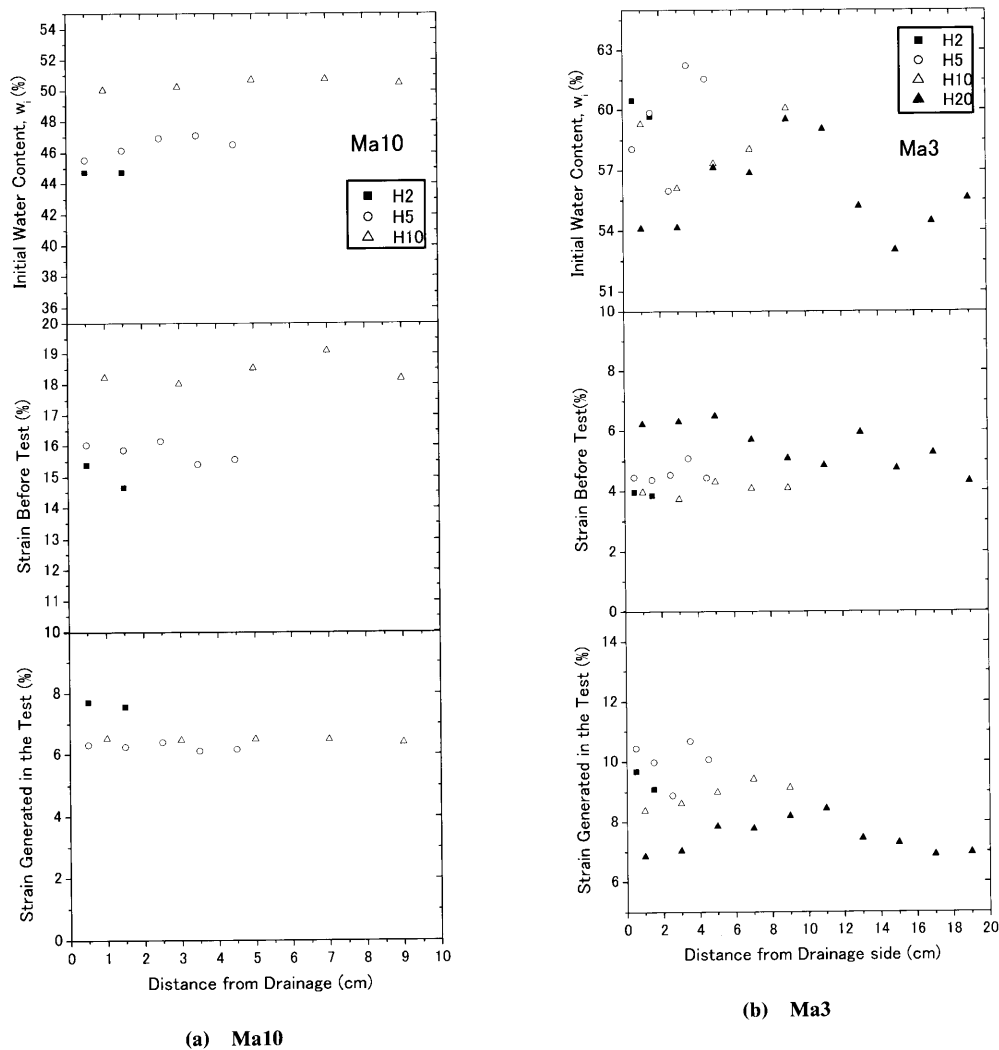 Initial Water Content, wi (%)
55
54
52
50
48
46
44
42
40
38
36
Ma10
H2
H5
H10
Strain Before Test (%)
20
19
18
17
16
15
14
13
12
11
Strain Generated in the Test (%)
10
8
6
4
2
0
0 1 2 3 4 5 6 7 8 9 10
Distance from Drainage (cm)
(a) Ma10
Initial Water Content, wi (%)
63
60
57
54
51
H2
H5
H10
H20
Ma3
Strain Before Test(%)
10
8
6
4
2
0
Strain Generated in the Test (%)
14
12
10
8
6
0 2 4 6 8 10 12 14 16 18 20
Distance from Drainage side (cm)
(b) Ma3